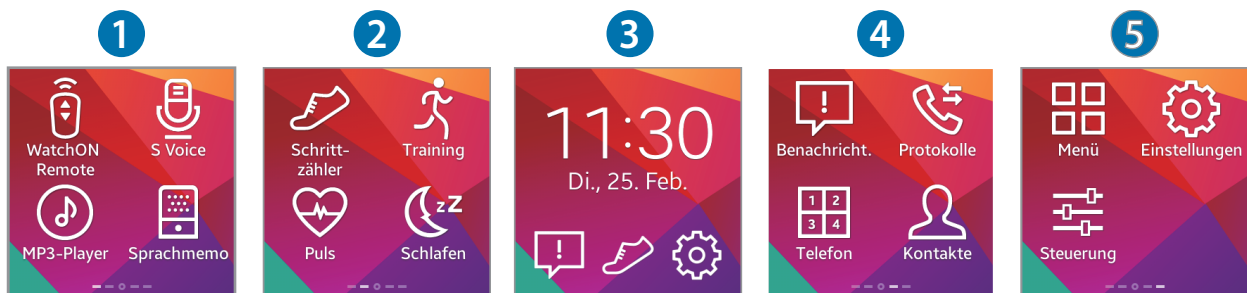 1
2
3
4
5
WatchON
Remote
S Voice
MP3-Player
Sprachmemo
Schritt-
zähler
Training
Puls
zZ
Schlafen
11:30
Di., 25. Feb.
!
!
Benachricht.
Protokolle
1 2
3 4
Telefon
Kontakte
Menü
Einstellungen
Steuerung